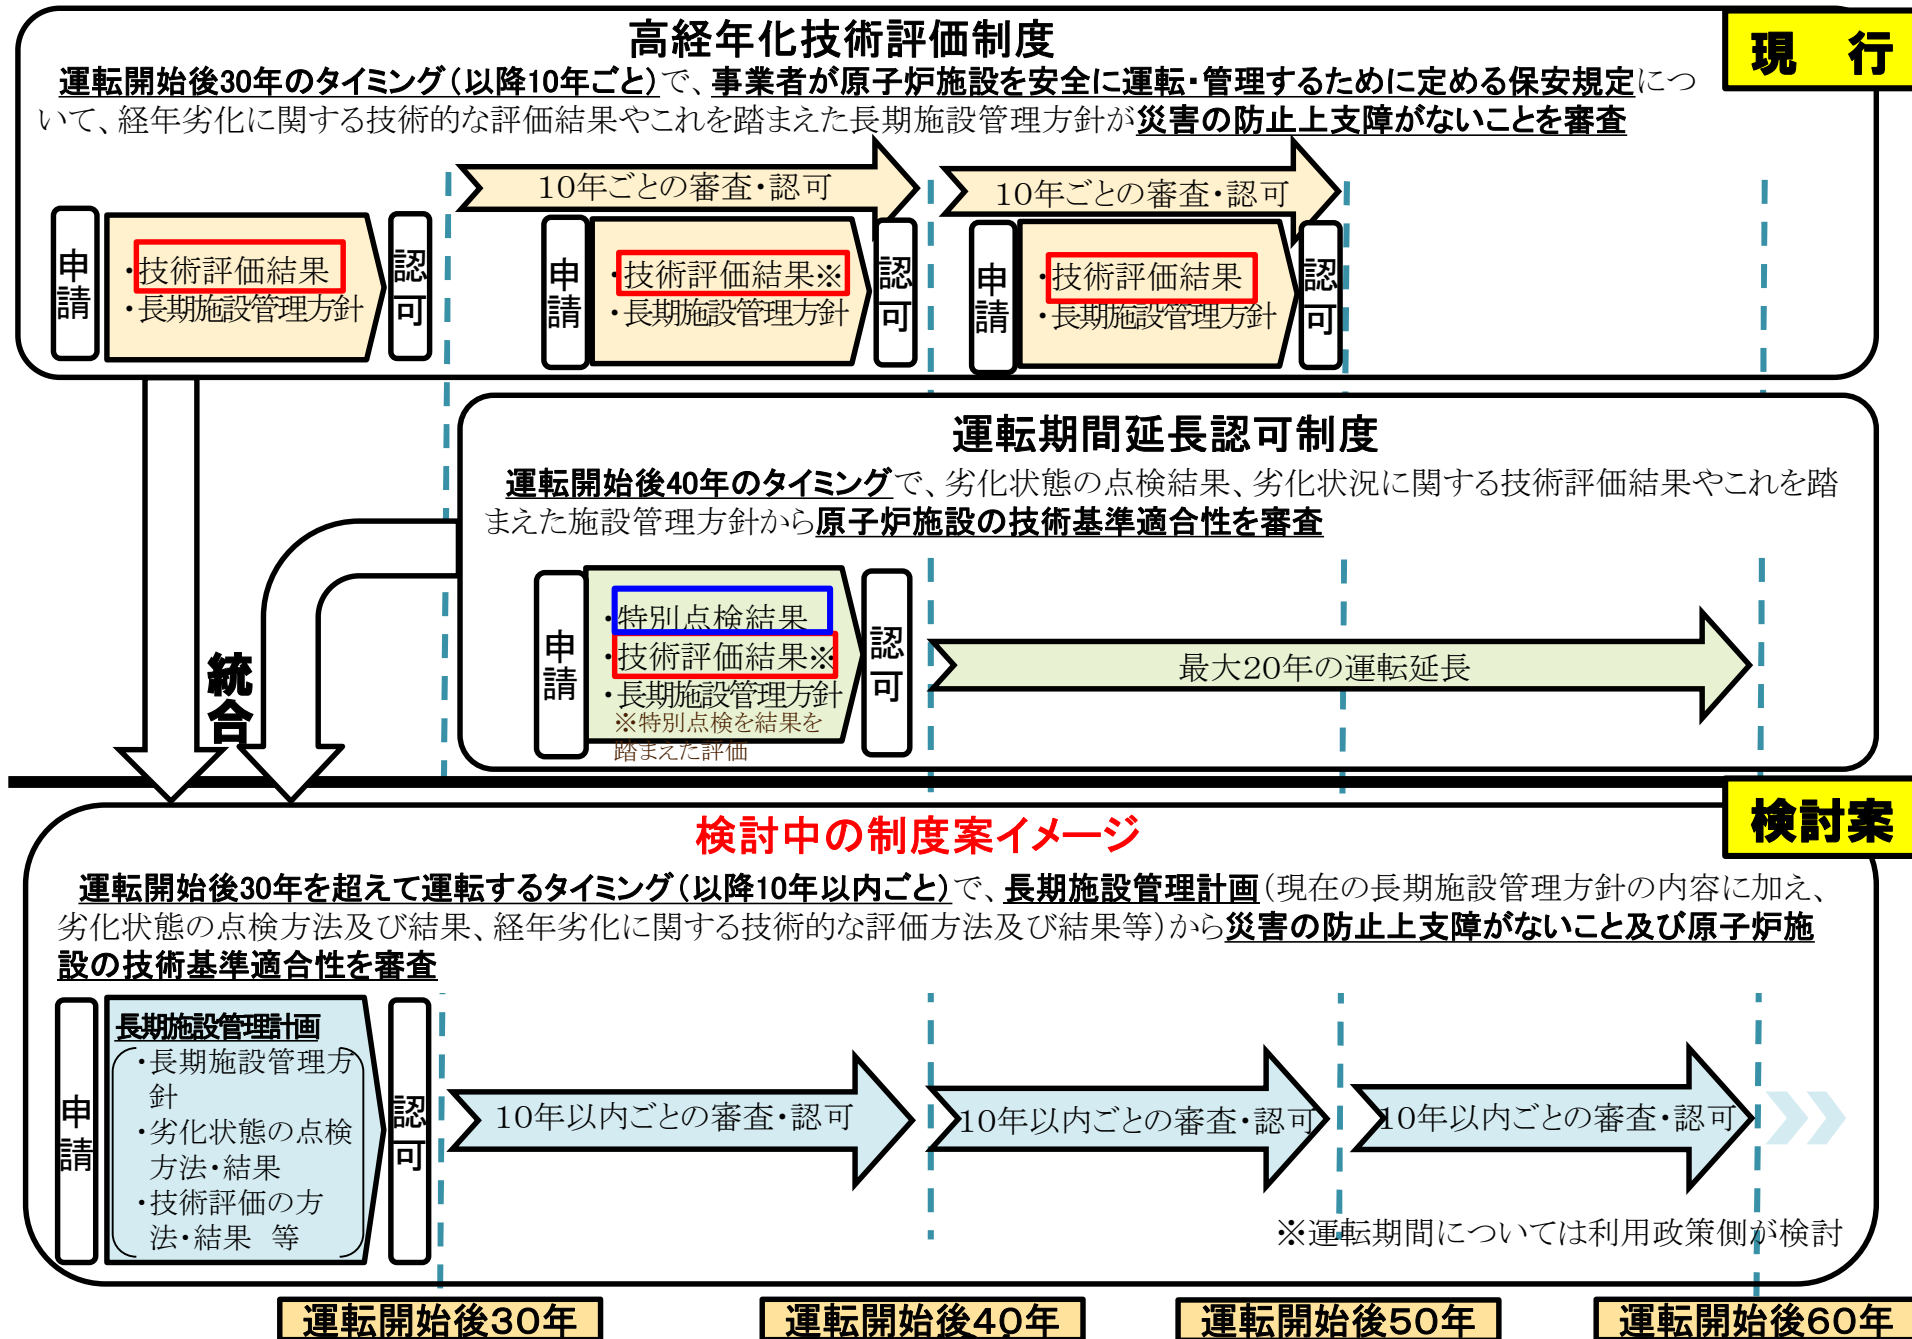 高経年化技術評価制度
現　行
運転開始後30年のタイミング（以降10年ごと）で、事業者が原子炉施設を安全に運転・管理するために定める保安規定につ
いて、経年劣化に関する技術的な評価結果やこれを踏まえた長期施設管理方針が災害の防止上支障がないことを審査
10年ごとの審査・認可
10年ごとの審査・認可
申請
・技術評価結果
・長期施設管理方針
認可
申請
・技術評価結果※
・長期施設管理方針
認可
申請
・技術評価結果
・長期施設管理方針
認可
運転期間延長認可制度
運転開始後40年のタイミングで、劣化状態の点検結果、劣化状況に関する技術評価結果やこれを踏
まえた施設管理方針から原子炉施設の技術基準適合性を審査
申請
・特別点検結果
・技術評価結果※
・長期施設管理方針
※特別点検を結果を
踏まえた評価
認可
最大20年の運転延長
統合
検討案
検討中の制度案イメージ
運転開始後30年を超えて運転するタイミング（以降10年以内ごと）で、長期施設管理計画（現在の長期施設管理方針の内容に加え、
劣化状態の点検方法及び結果、経年劣化に関する技術的な評価方法及び結果等）から災害の防止上支障がないこと及び原子炉施
設の技術基準適合性を審査
申請
長期施設管理計画
・長期施設管理方
針
・劣化状態の点検
方法・結果
・技術評価の方
法・結果　等
認可
10年以内ごとの審査・認可
10年以内ごとの審査・認可
10年以内ごとの審査・認可
※運転期間については利用政策側が検討
運転開始後30年
運転開始後40年
運転開始後50年
運転開始後60年